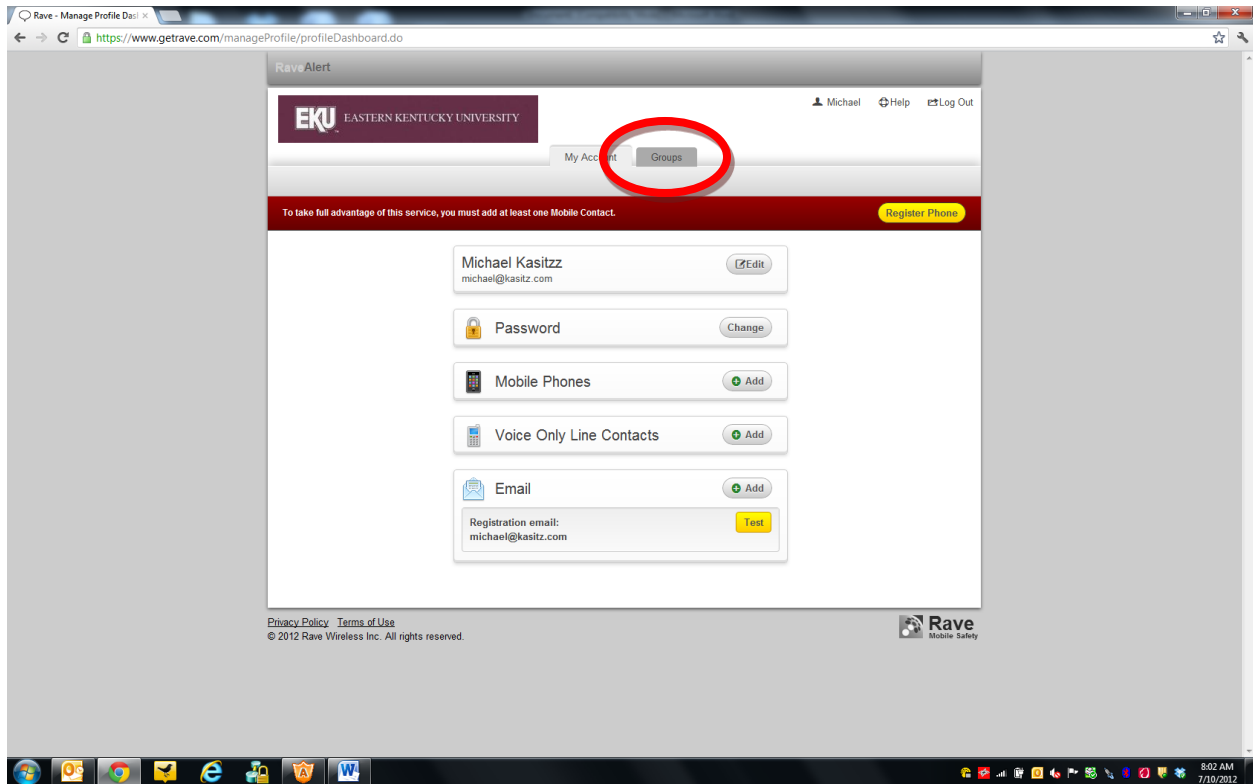 Rave - Manage Profile Dasl
https://www.getrave.com/manageProfile/profileDashboard.do
RaveAlert
EKU EASTERN KENTUCKY UNIVERSITY
Michael Help Log Out
My Account Groups
To take full advantage of this service, you must add at least one Mobile Contact. Register Phone
Michael Kasitzz Edit
michael@kasitz.com
Password Change
Mobile Phones Add
Voice Only Line Contacts Add
Email Add
Registration email: Test
michael@kasitz.com
Privacy Policy Terms of Use
© 2012 Rave Wireless Inc. All rights reserved.
Rave
Mobile Safety
8:02 AM
7/10/2012